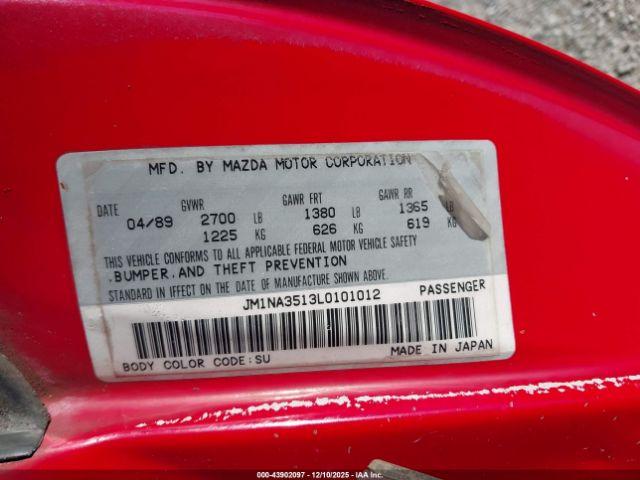 MFD. BY MAZDA MOTOR CORPORATION
DATE GVWR GAWR FRT GAWR RR
04/89 2700 LB 1380 LB 1365 LB
1225 KG 626 KG 619 KG
THIS VEHICLE CONFORMS TO ALL APPLICABLE FEDERAL MOTOR VEHICLE SAFETY
,BUMPER,AND THEFT PREVENTION
STANDARD IN EFFECT ON THE DATE OF MANUFACTURE SHOWN ABOVE.
JM1NA3513L0101012 PASSENGER
BODY COLOR CODE:SU MADE IN JAPAN
000-43902097 - 12/10/2025 - IAA Inc.